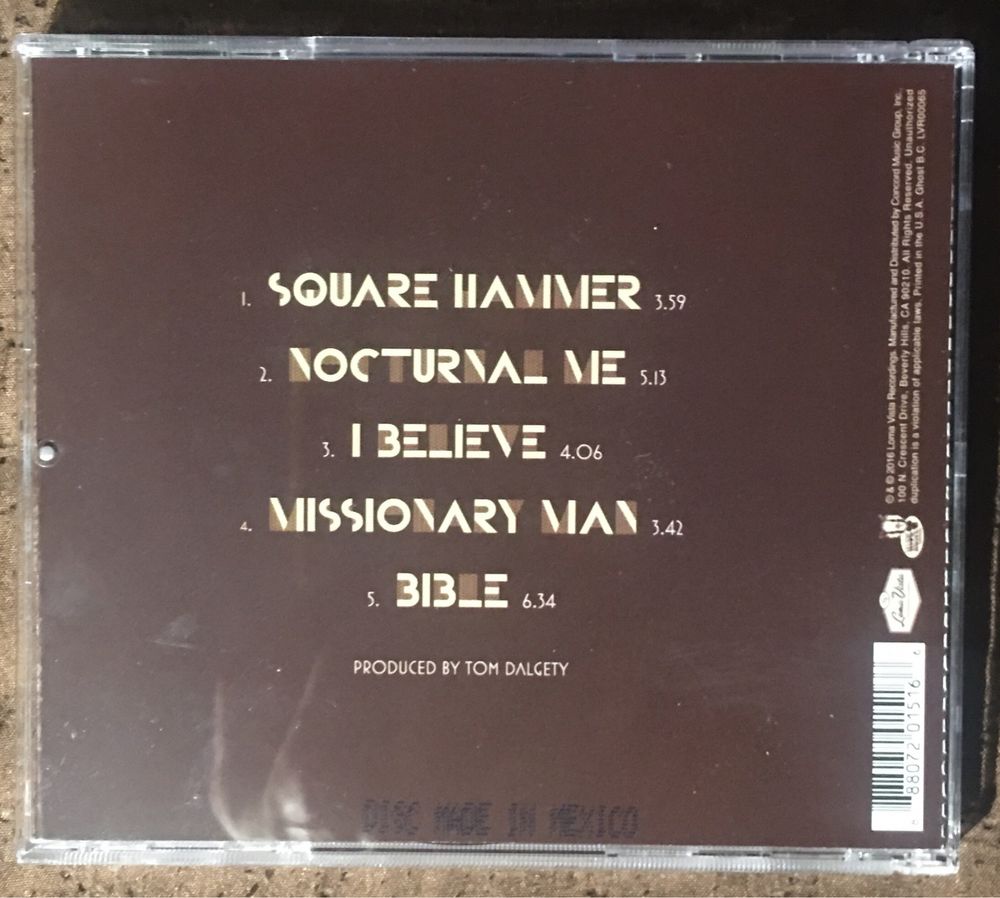 1. SQUARE HAMMER 3.59
2. NOCTURNAL ME 5.13
3. I BELIEVE 4.06
4. MISSIONARY MAN 3.42
5. BIBLE 6.34
PRODUCED BY TOM DALGETY
DISC MADE IN MEXICO
℗ & © 2016 Loma Vista Recordings. Manufactured and Distributed by Concord Music Group, Inc.,
100 N. Crescent Drive, Beverly Hills, CA 90210. All Rights Reserved. Unauthorized
duplication is a violation of applicable laws. Printed in the U.S.A. Ghost B.C. LVR00065
Loma Vista
8 88072 01516 6